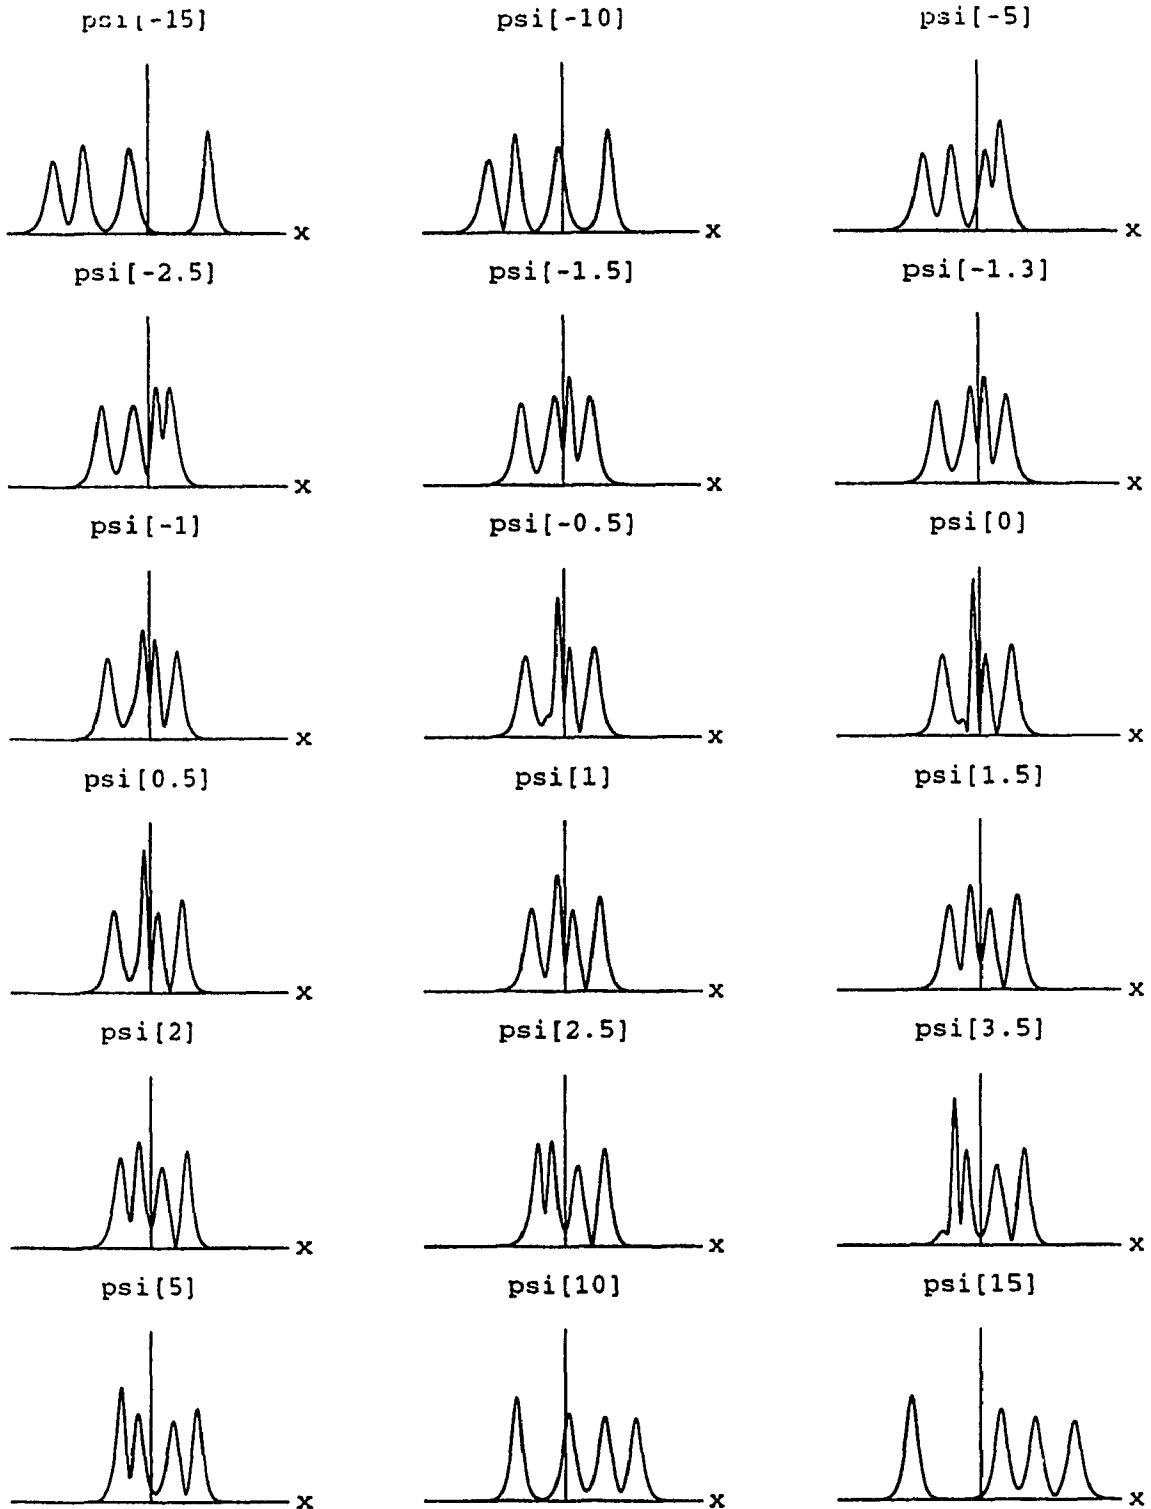 psi[-15] psi[-10] psi[-5]
x x x
psi[-2.5] psi[-1.5] psi[-1.3]
x x x
psi[-1] psi[-0.5] psi[0]
x x x
psi[0.5] psi[1] psi[1.5]
x x x
psi[2] psi[2.5] psi[3.5]
x x x
psi[5] psi[10] psi[15]
x x x